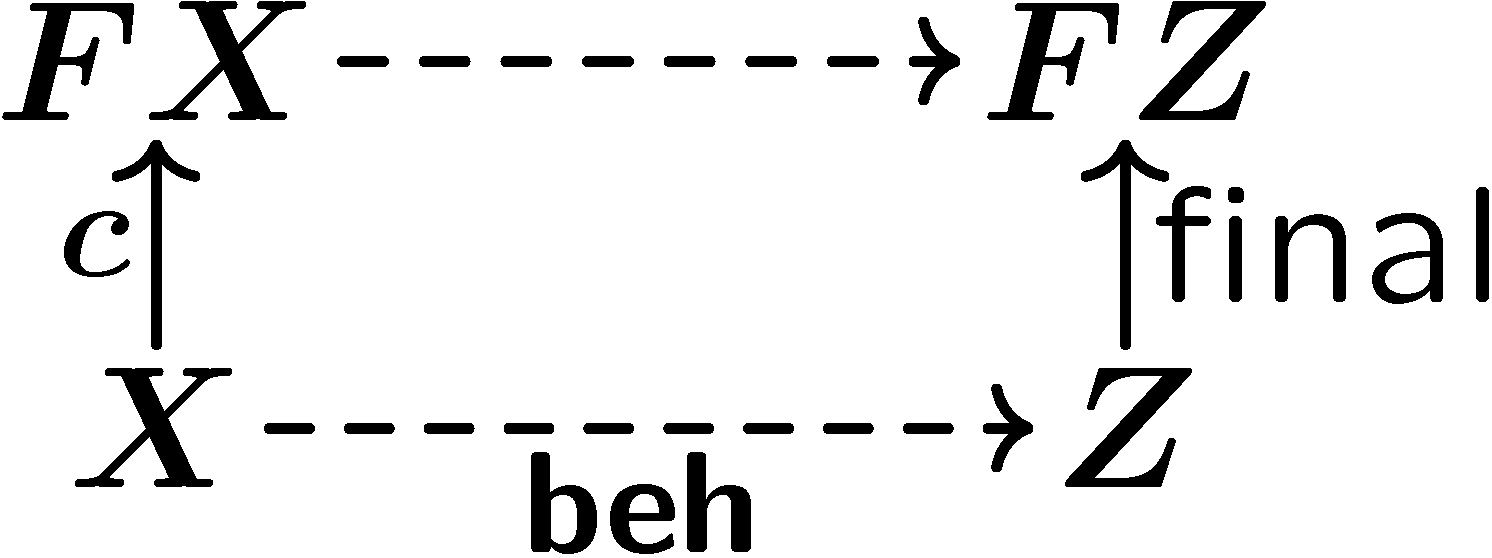 FX FZ
c final
X Z
beh